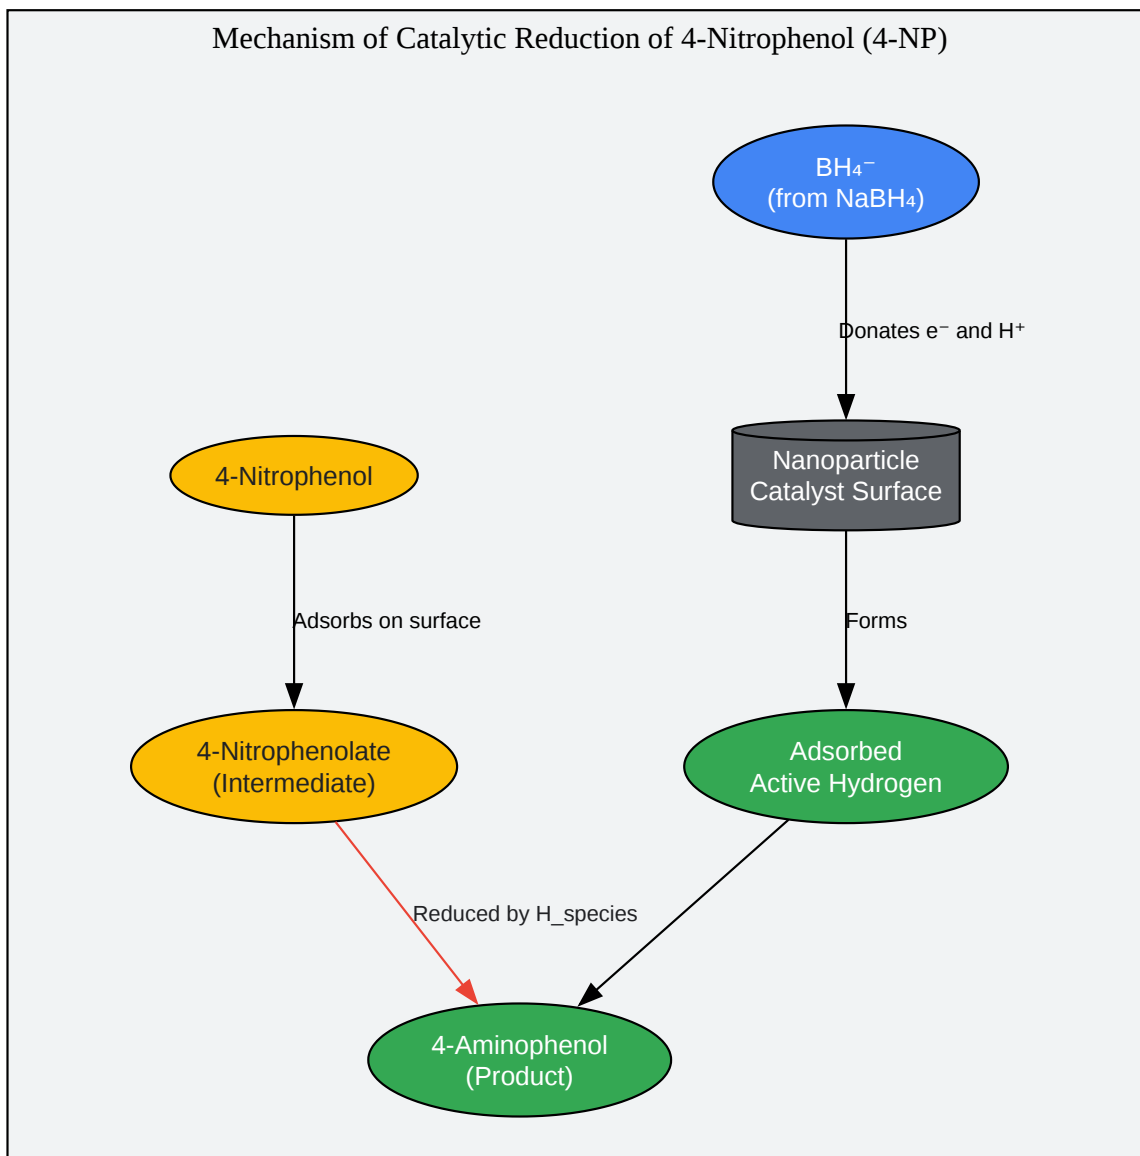 Mechanism of Catalytic Reduction of 4-Nitrophenol (4-NP)
BH₄⁻
(from NaBH₄)
Donates e⁻ and H⁺
Nanoparticle
Catalyst Surface
4-Nitrophenol
Adsorbs on surface
Forms
4-Nitrophenolate
(Intermediate)
Adsorbed
Active Hydrogen
Reduced by H_species
4-Aminophenol
(Product)